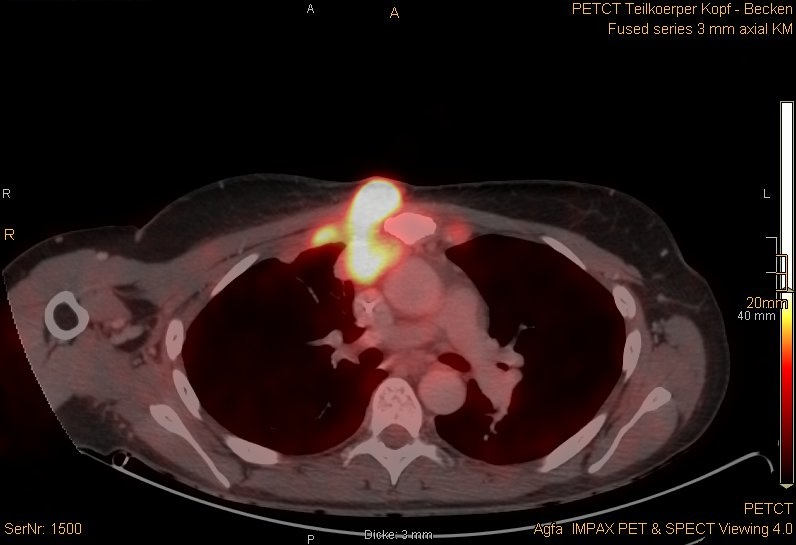 A
A
PETCT Teilkoerper Kopf - Becken
Fused series 3 mm axial KM
R
L
R
20mm
40 mm
PETCT
SerNr: 1500
Dicke: 3 mm
Agfa IMPAX PET & SPECT Viewing 4.0
P